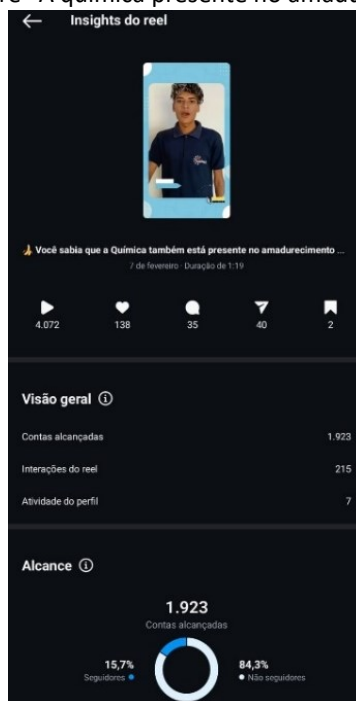 A química presente no
Insights do reel
🍌 Você sabia que a Química também está presente no amadurecimento ...
7 de fevereiro · Duração de 1:19
4.072 138 35 40 2
Visão geral
Contas alcançadas 1.923
Interações do reel 215
Atividade do perfil 7
Alcance
1.923
Contas alcançadas
15,7% 84,3%
Seguidores Não seguidores